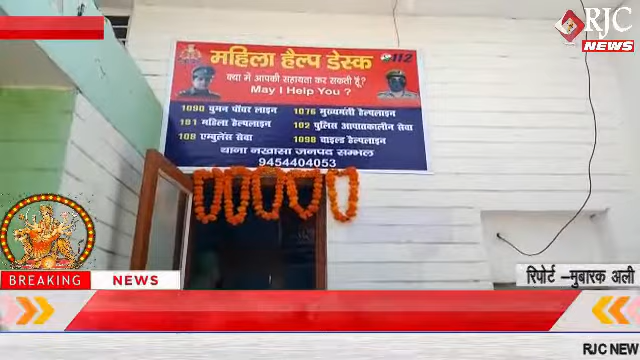 RJC
NEWS
महिला हैल्प डेस्क
112
क्या मे आपकी सहायता कर सकती हूँ?
May I Help You ?
1090 वुमन पॉवर लाइन
1076 मुख्यमंत्री हैल्पलाइन
181 महिला हैल्पलाइन
102 पुलिस आपातकालीन सेवा
108 एम्बुलेंस सेवा
1098 चाइल्ड हैल्पलाइन
थाना नखासा जनपद सम्भल
9454404053
रिपोर्ट –मुबारक अली
BREAKING NEWS
RJC NEW